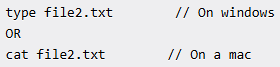 type file2.txt // On windows
OR
cat file2.txt // On a mac